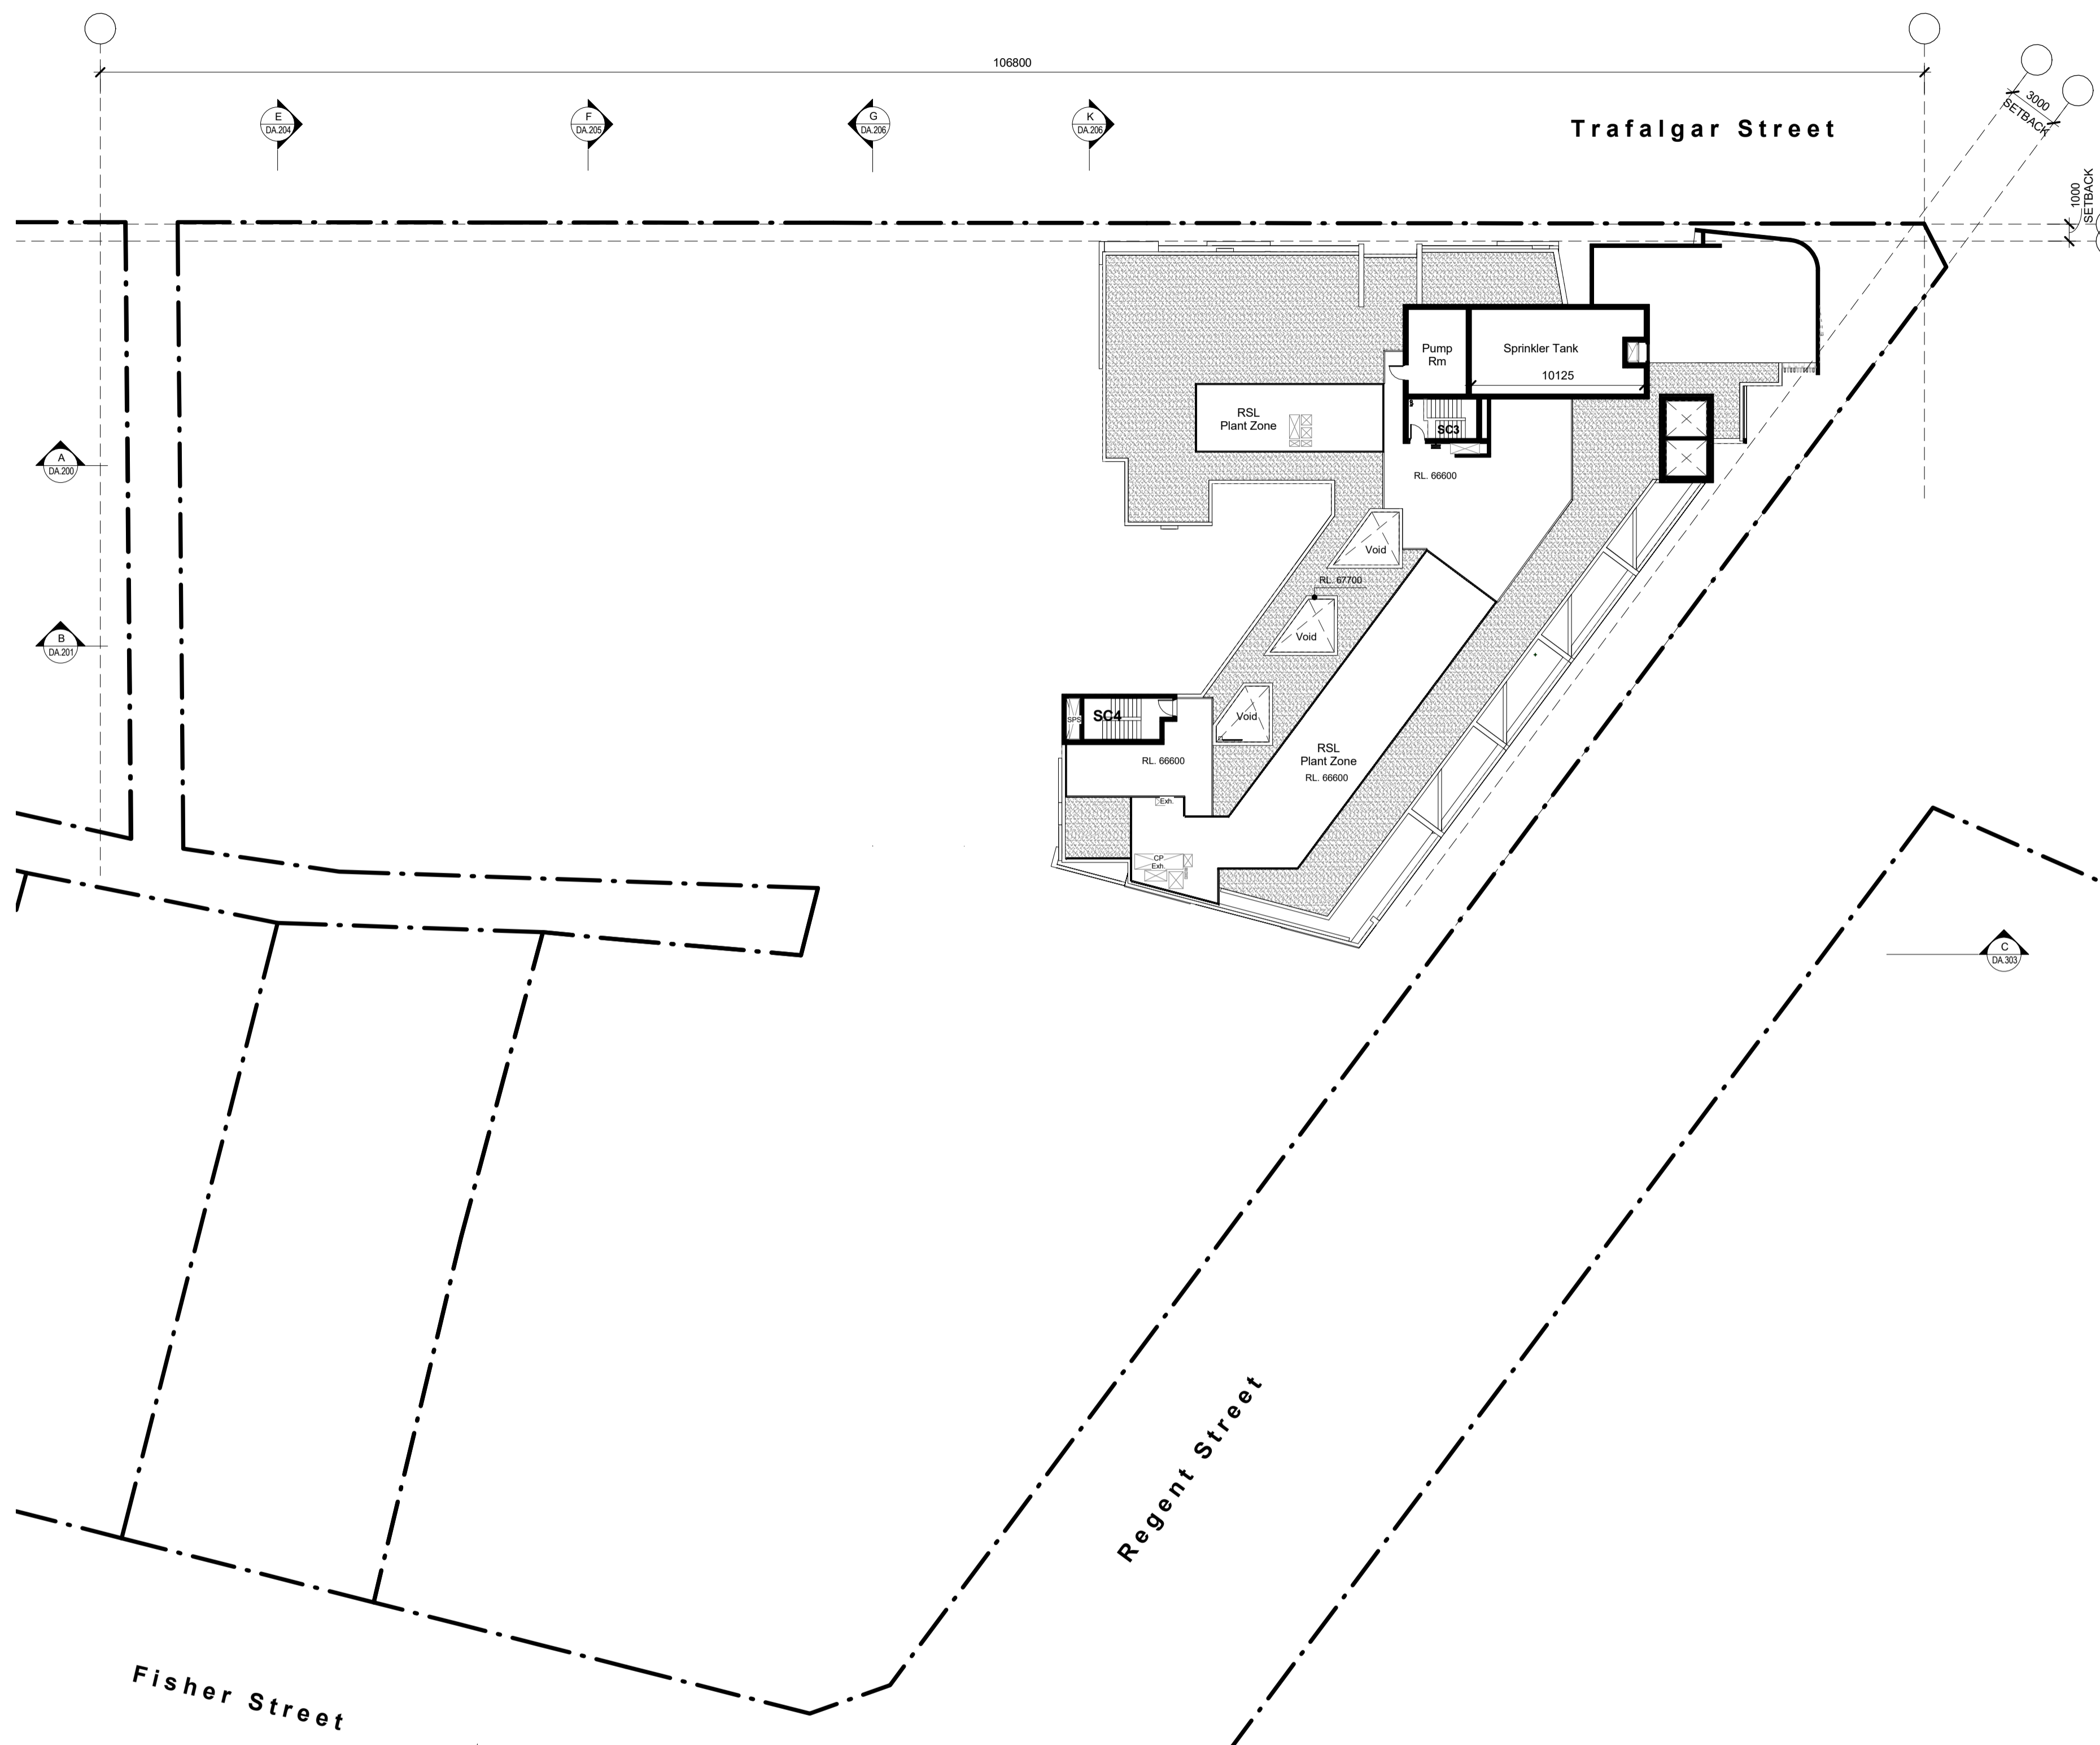 106800
3000
SETBACK
E
DA.204
F
DA.205
G
DA.206
K
DA.206
Trafalgar Street
1000
SETBACK
Pump
Rm
Sprinkler Tank
10125
RSL
Plant Zone
SC3
RL. 66600
A
DA.200
Void
RL. 67700
B
DA.201
Void
SPS
SC4
Void
RL. 66600
RSL
Plant Zone
RL. 66600
Exh.
CP
Exh.
C
DA.303
Regent Street
Fisher Street